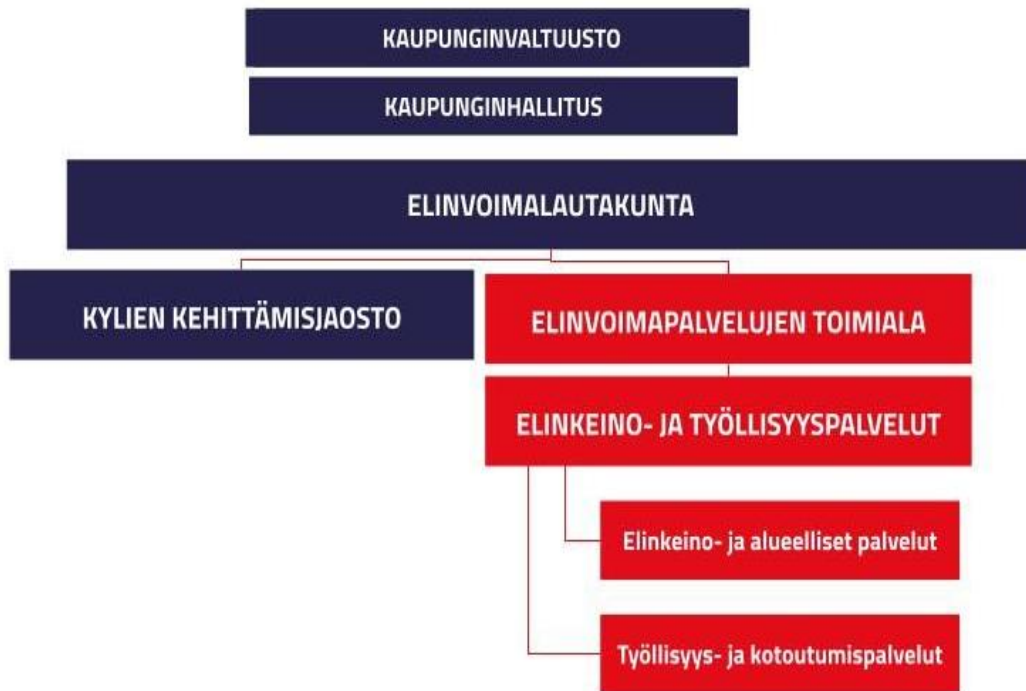 KAUPUNGINVALTUUSTO
KAUPUNGINHALLITUS
ELINVOIMALAUTAKUNTA
KYLIEN KEHITTÄMISJAOSTO
ELINVOIMAPALVELUJEN TOIMIALA
ELINKEINO- JA TYÖLLISYYSPALVELUT
Elinkeino- ja alueelliset palvelut
Työllisyys- ja kotoutumispalvelut